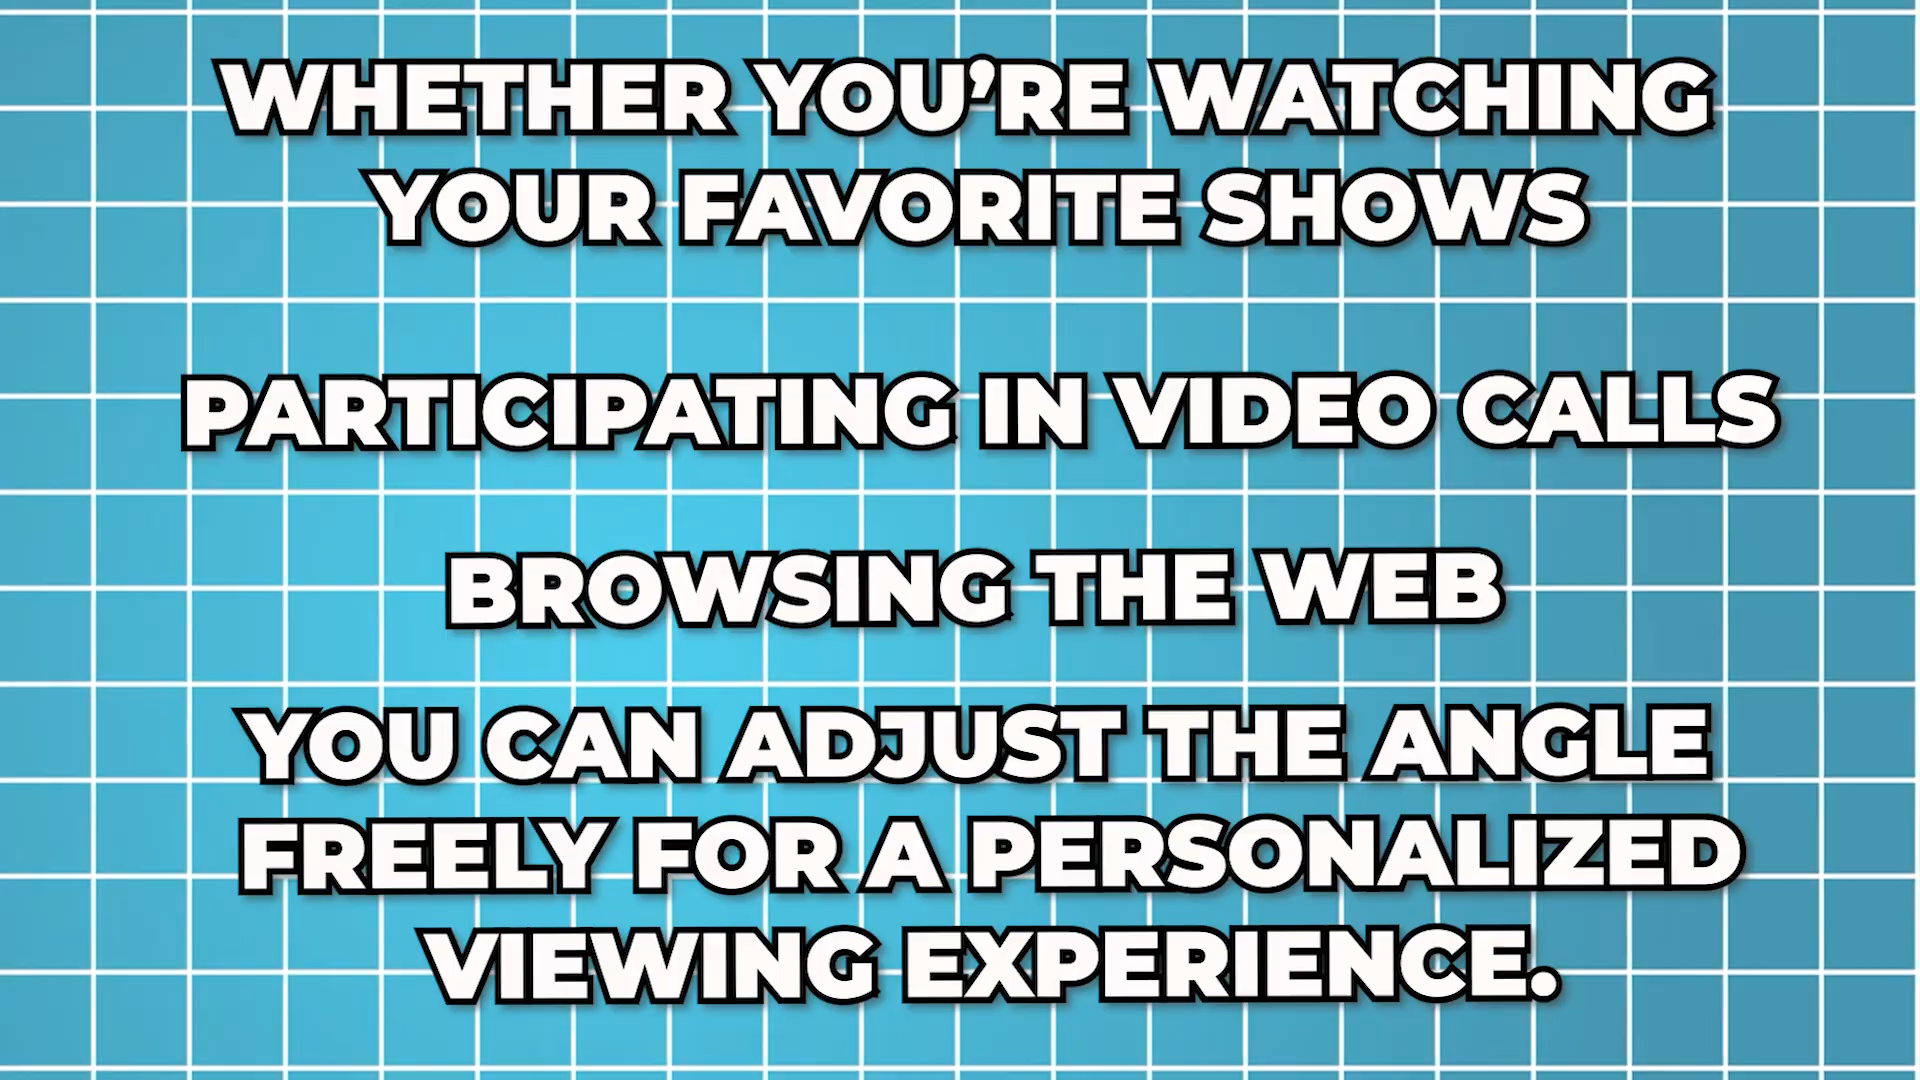 WHETHER YOU’RE WATCHING
YOUR FAVORITE SHOWS
PARTICIPATING IN VIDEO CALLS
BROWSING THE WEB
YOU CAN ADJUST THE ANGLE
FREELY FOR A PERSONALIZED
VIEWING EXPERIENCE.